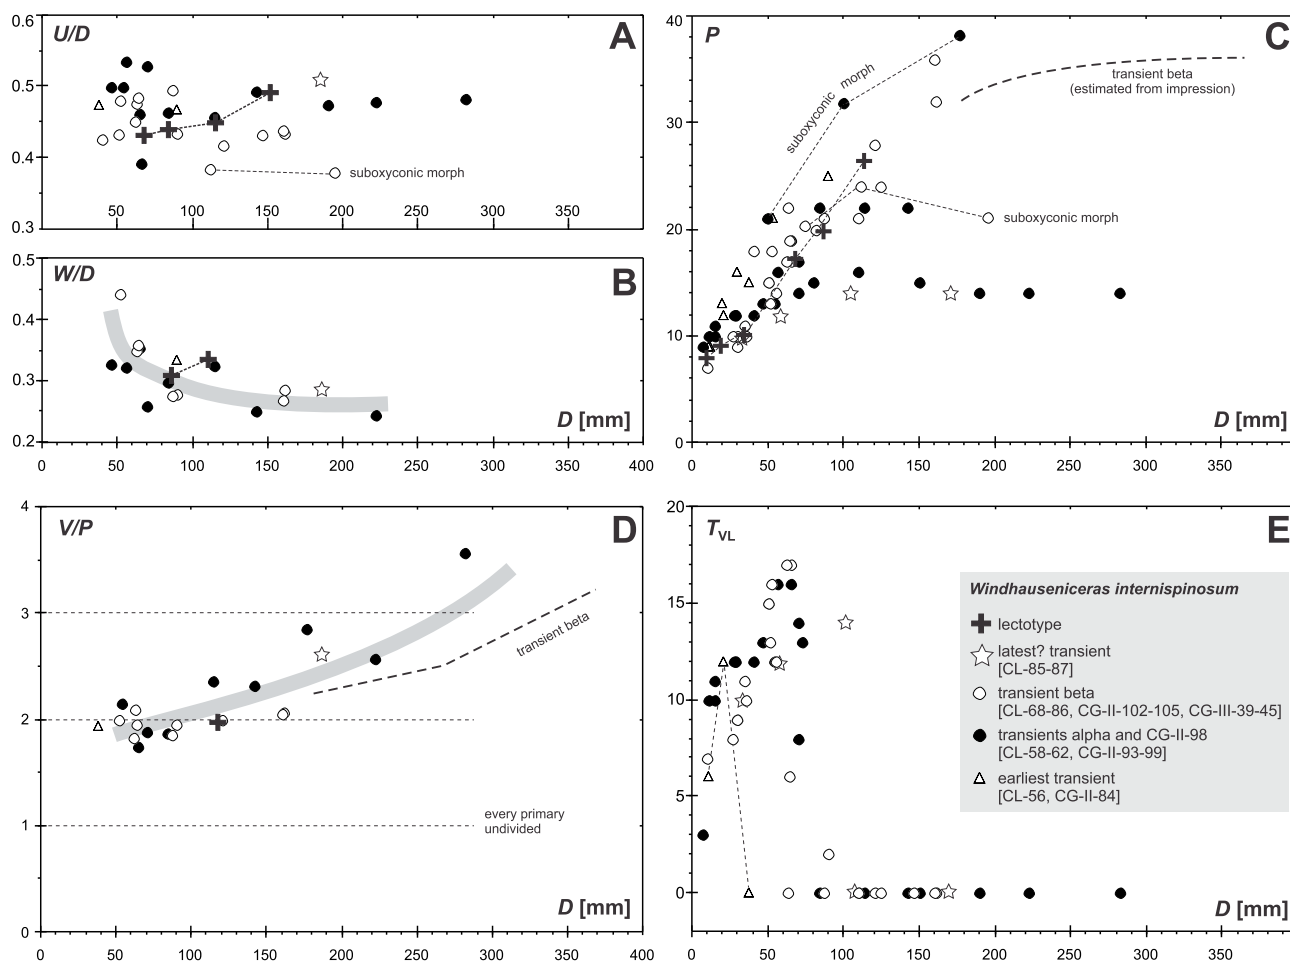 U/D
A
0.6
0.5
0.4
0.3
suboxyconic morph
50 100 150 200 250 300 350
W/D
B
0.5
0.4
0.3
0.2
D [mm]
0 50 100 150 200 250 300 350 400
P
C
40
30
20
10
0
suboxyconic morph
transient beta
(estimated from impression)
suboxyconic morph
D [mm]
0 50 100 150 200 250 300 350
V/P
D
4
3
2
1
0
transient beta
every primary
undivided
D [mm]
0 50 100 150 200 250 300 350 400
TVL
E
20
15
10
5
0
Windhauseniceras internispinosum
lectotype
latest? transient
[CL-85-87]
transient beta
[CL-68-86, CG-II-102-105, CG-III-39-45]
transients alpha and CG-II-98
[CL-58-62, CG-II-93-99]
earliest transient
[CL-56, CG-II-84]
D [mm]
0 50 100 150 200 250 300 350